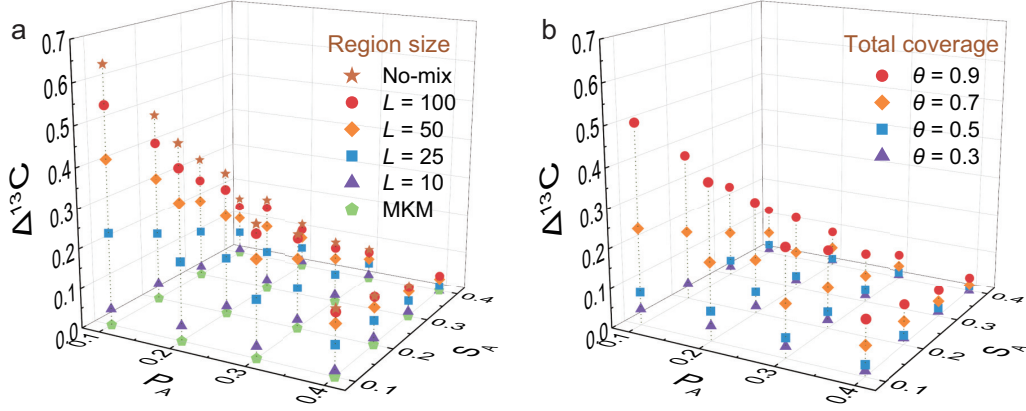 a
Region size
No-mix
L = 100
L = 50
L = 25
L = 10
MKM
Δ¹³C
0.7
0.6
0.5
0.4
0.3
0.2
0.1
0.0
0.1
0.2
0.3
0.4
P_A
0.1
0.2
0.3
0.4
S_A
b
Total coverage
θ = 0.9
θ = 0.7
θ = 0.5
θ = 0.3
Δ¹³C
0.7
0.6
0.5
0.4
0.3
0.2
0.1
0.0
0.1
0.2
0.3
0.4
P_A
0.1
0.2
0.3
0.4
S_A